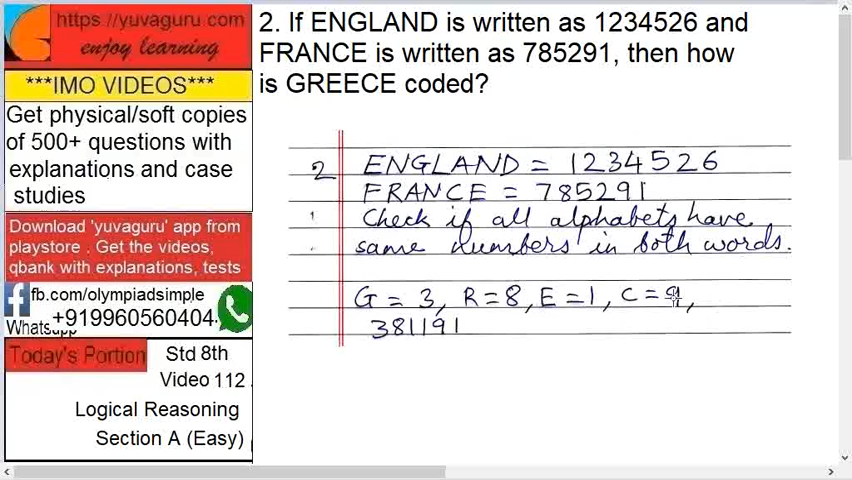 https //yuvaguru.com
enjoy learning
***IMO VIDEOS***
Get physical/soft copies
of 500+ questions with
explanations and case
studies
Download 'yuvaguru' app from
playstore . Get the videos,
qbank with explanations, tests
fb.com/olympiadsimple
Whatsapp +919960560404
Today's Portion Std 8th
Video 112
Logical Reasoning
Section A (Easy)
2. If ENGLAND is written as 1234526 and
FRANCE is written as 785291, then how
is GREECE coded?
2 ENGLAND = 1234526
FRANCE = 785291
Check if all alphabets have
same numbers in both words.
G = 3, R = 8, E = 1, C = 9,
381191